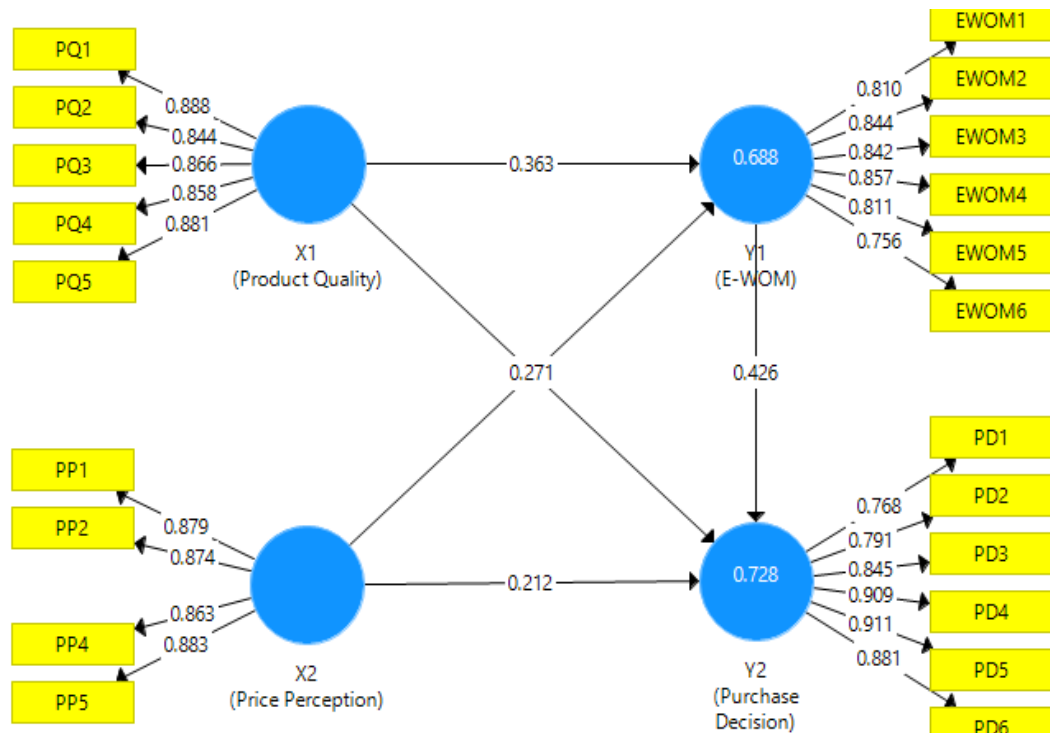 PQ1
PQ2
PQ3
PQ4
PQ5
0.888
0.844
0.866
0.858
0.881
X1
(Product Quality)
0.363
0.688
Y1
(E-WOM)
0.810
0.844
0.842
0.857
0.811
0.756
EWOM1
EWOM2
EWOM3
EWOM4
EWOM5
EWOM6
0.271
0.426
PP1
PP2
PP4
PP5
0.879
0.874
0.863
0.883
X2
(Price Perception)
0.212
0.728
Y2
(Purchase
Decision)
0.768
0.791
0.845
0.909
0.911
0.881
PD1
PD2
PD3
PD4
PD5
PD6